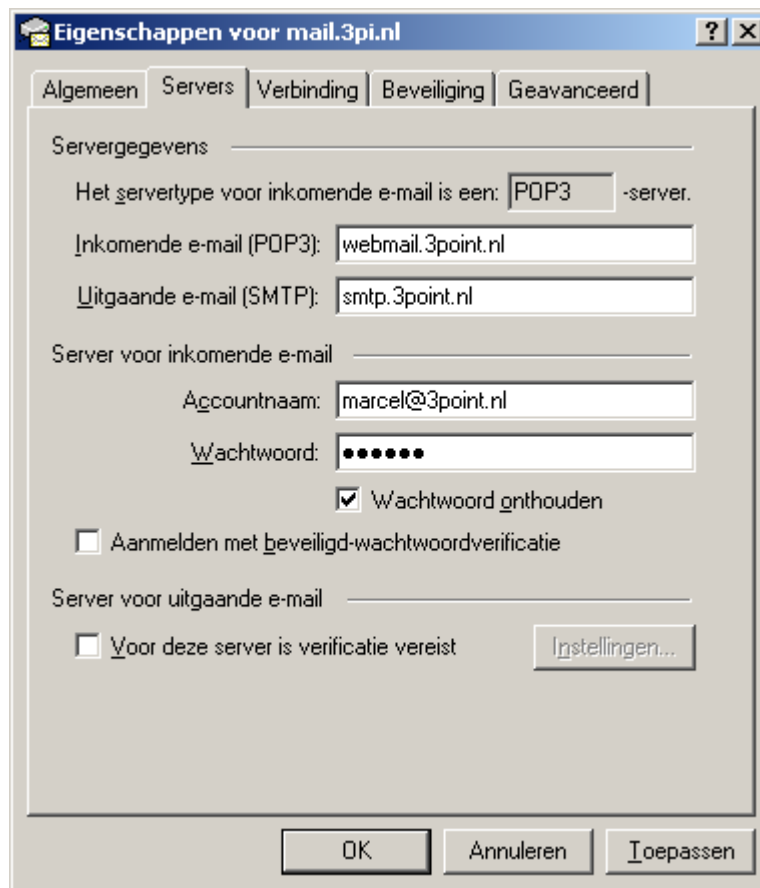 Eigenschappen voor mail.3pi.nl
Algemeen Servers Verbinding Beveiliging Geavanceerd
Servergegevens
Het servertype voor inkomende e-mail is een: POP3 -server.
Inkomende e-mail (POP3): webmail.3point.nl
Uitgaande e-mail (SMTP): smtp.3point.nl
Server voor inkomende e-mail
Accountnaam: marcel@3point.nl
Wachtwoord: ●●●●●●
Wachtwoord onthouden
Aanmelden met beveiligd-wachtwoordverificatie
Server voor uitgaande e-mail
Voor deze server is verificatie vereist Instellingen...
OK Annuleren Toepassen